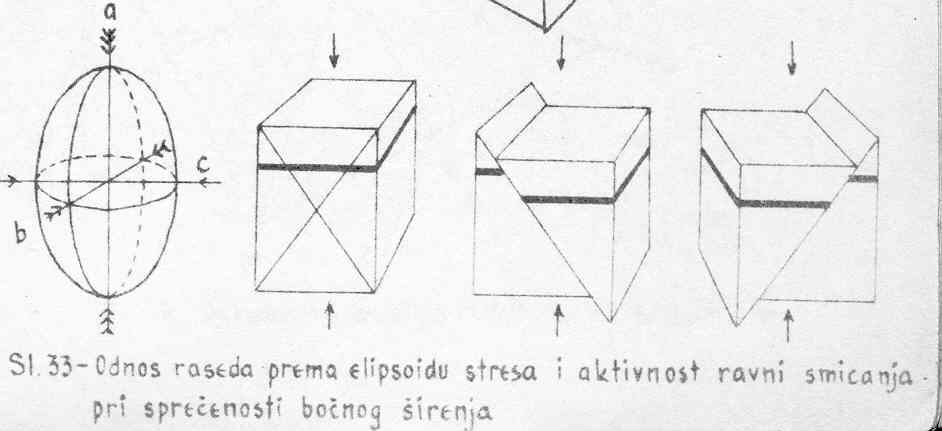 a
c
b
Sl. 33 - Odnos raseda prema elipsoidu stresa i aktivnost ravni smicanja
pri sprečenosti bočnog širenja